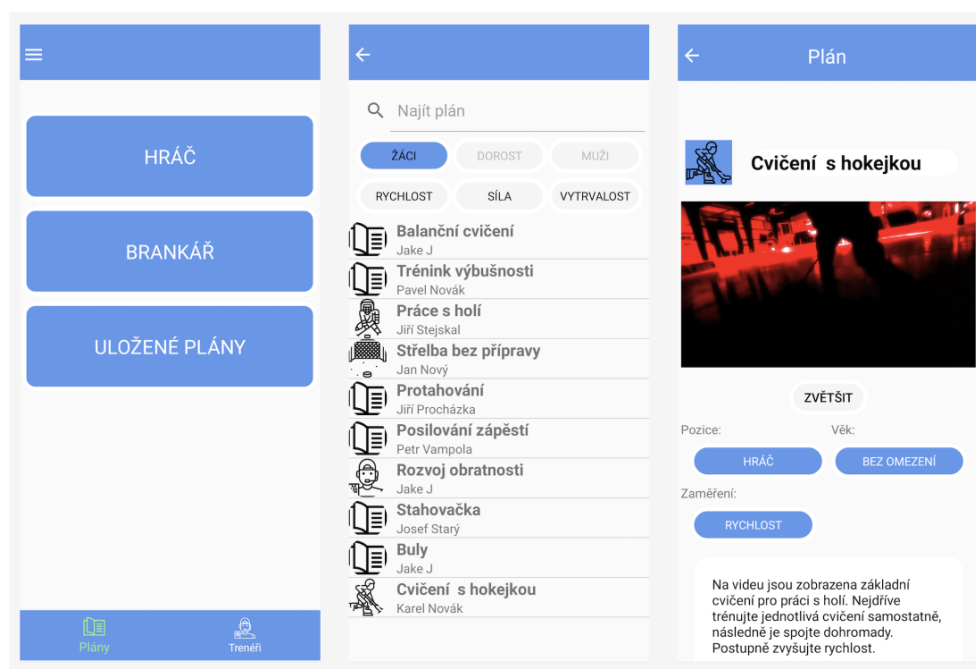 HRÁČ
BRANKÁŘ
ULOŽENÉ PLÁNY
Plány
Trenéři
Najít plán
ŽÁCI
DOROST
MUŽI
RYCHLOST
SÍLA
VYTRVALOST
Balanční cvičení
Jake J
Trénink výbušnosti
Pavel Novák
Práce s holí
Jiří Stejskal
Střelba bez přípravy
Jan Nový
Protahování
Jiří Procházka
Posilování zápěstí
Petr Vampola
Rozvoj obratnosti
Jake J
Stahovačka
Josef Starý
Buly
Jake J
Cvičení  s hokejkou
Karel Novák
Plán
Cvičení  s hokejkou
ZVĚTŠIT
Pozice:
Věk:
HRÁČ
BEZ OMEZENÍ
Zaměření:
RYCHLOST
Na videu jsou zobrazena základní
cvičení pro práci s holí. Nejdříve
trénujte jednotlivá cvičení samostatně,
následně je spojte dohromady.
Postupně zvyšujte rychlost.